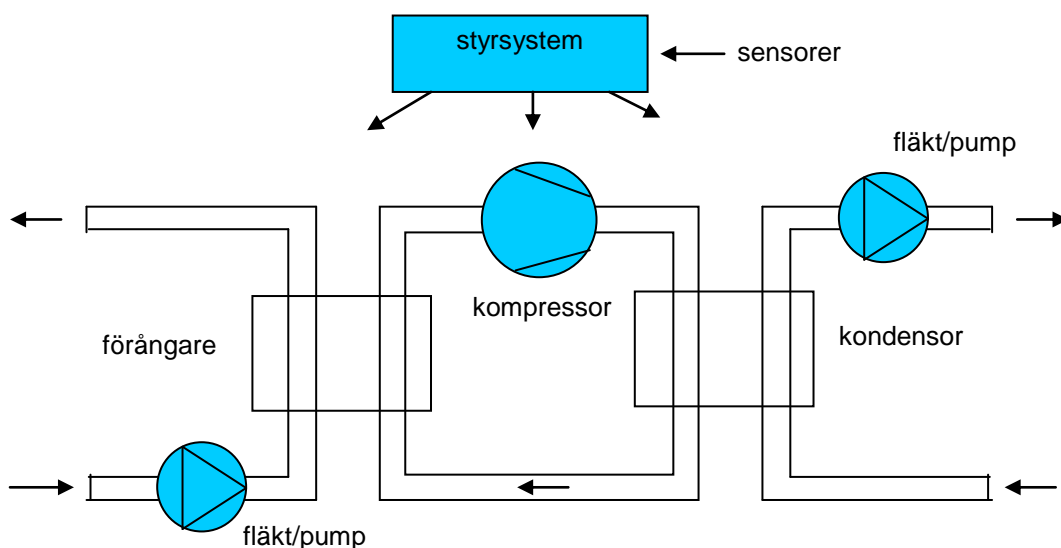 styrsystem
sensorer
fläkt/pump
kompressor
förångare
kondensor
fläkt/pump